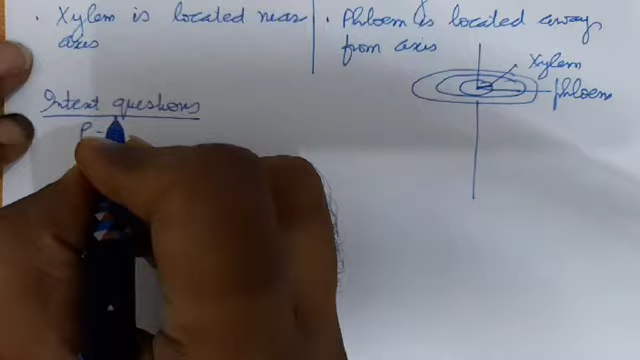 · Xylem is located near
axis
· Phloem is located away
from axis
Xylem
phloem
Intext questions
P-